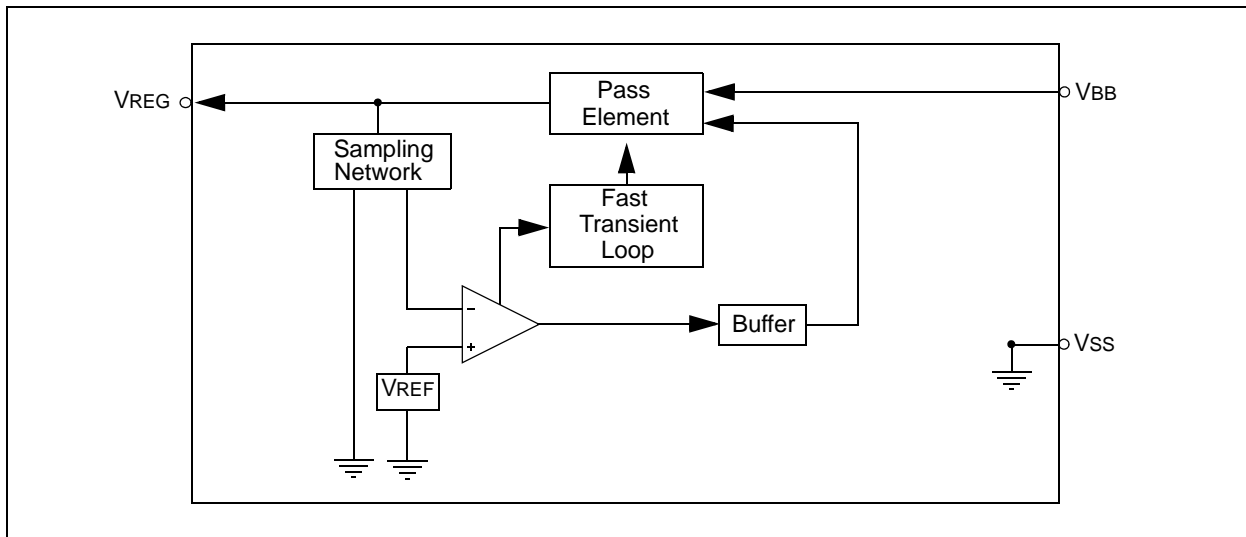 VREG
Pass
Element
VBB
Sampling
Network
Fast
Transient
Loop
-
+
Buffer
VREF
VSS